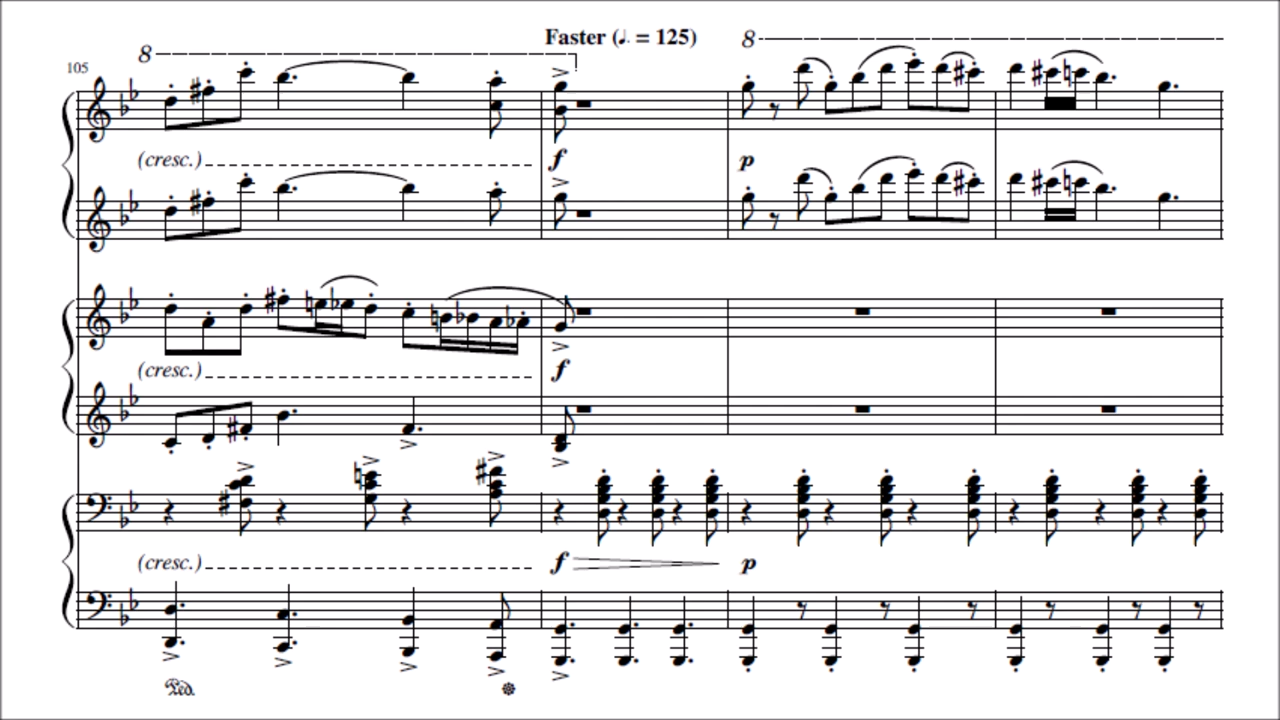 Faster (♩. = 125)
8 8
105
(cresc.) f p
(cresc.) f
(cresc.) f p
Ped.